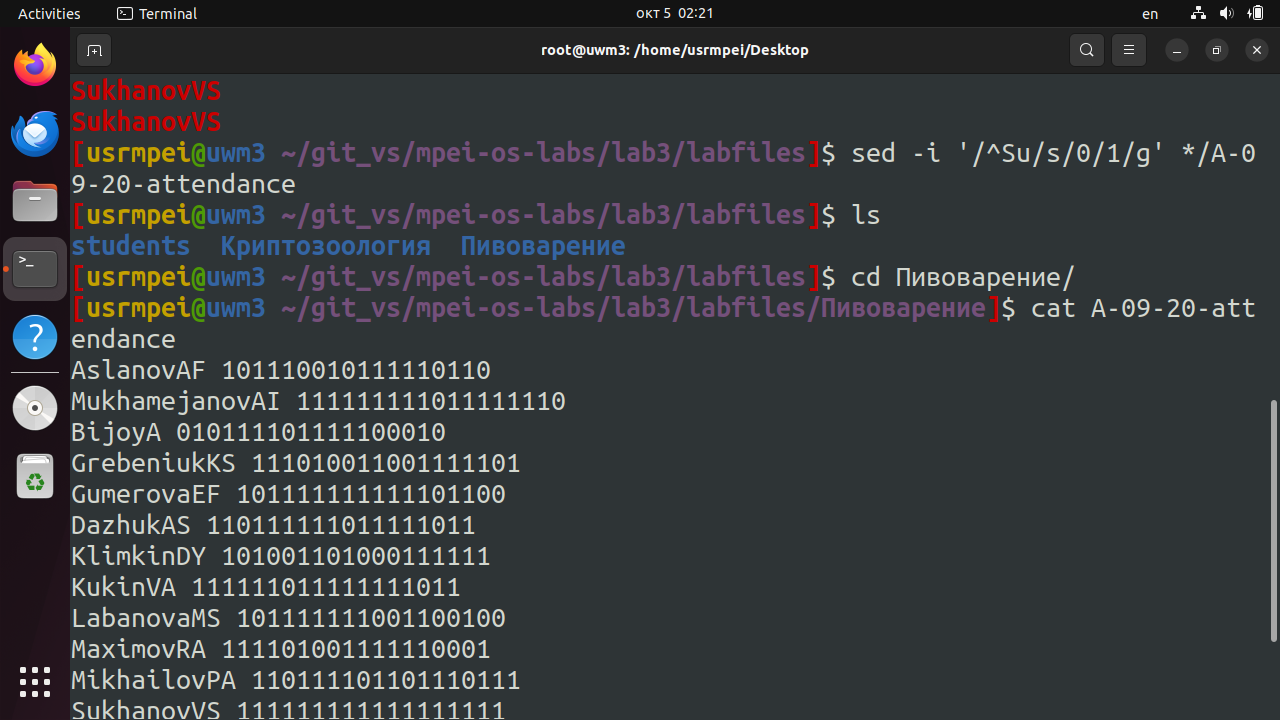 Activities
Terminal
окт 5 02:21
en
root@uwm3: /home/usrmpei/Desktop
SukhanovVS
SukhanovVS
[usrmpei@uwm3 ~/git_vs/mpei-os-labs/lab3/labfiles]$ sed -i '/^Su/s/0/1/g' */A-0
9-20-attendance
[usrmpei@uwm3 ~/git_vs/mpei-os-labs/lab3/labfiles]$ ls
students Криптозоология Пивоварение
[usrmpei@uwm3 ~/git_vs/mpei-os-labs/lab3/labfiles]$ cd Пивоварение/
[usrmpei@uwm3 ~/git_vs/mpei-os-labs/lab3/labfiles/Пивоварение]$ cat A-09-20-att
endance
AslanovAF 101110010111110110
MukhamejanovAI 111111111011111110
BijoyA 010111101111100010
GrebeniukKS 111010011001111101
GumerovaEF 101111111111101100
DazhukAS 110111111011111011
KlimkinDY 101001101000111111
KukinVA 111111011111111011
LabanovaMS 101111111001100100
MaximovRA 111101001111110001
MikhailovPA 110111101101110111
SukhanovVS 111111111111111111